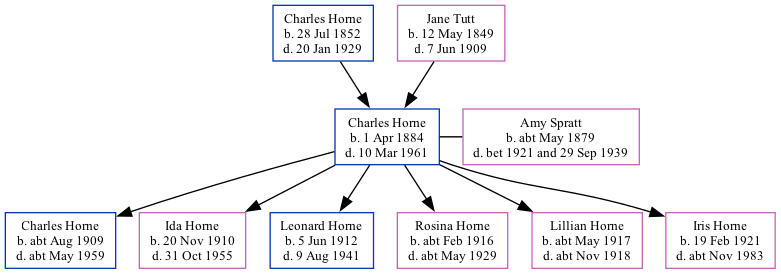 Charles Horne
b. 28 Jul 1852
d. 20 Jan 1929
Jane Tutt
b. 12 May 1849
d. 7 Jun 1909
Charles Horne
b. 1 Apr 1884
d. 10 Mar 1961
Amy Spratt
b. abt May 1879
d. bet 1921 and 29 Sep 1939
Charles Horne
b. abt Aug 1909
d. abt May 1959
Ida Horne
b. 20 Nov 1910
d. 31 Oct 1955
Leonard Horne
b. 5 Jun 1912
d. 9 Aug 1941
Rosina Horne
b. abt Feb 1916
d. abt May 1929
Lillian Horne
b. abt May 1917
d. abt Nov 1918
Iris Horne
b. 19 Feb 1921
d. abt Nov 1983